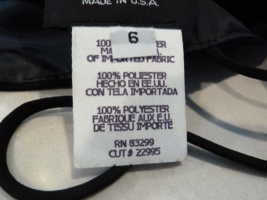 MADE IN U.S.A.
6
100% POLYESTER
OF IMPORTED FABRIC
100% POLIESTER
HECHO EN EE.UU.
CON TELA IMPORTADA
100% POLYESTER
FABRIQUE AUX E.U.
DE TISSU IMPORTE
RN 83299
CUT# 22995